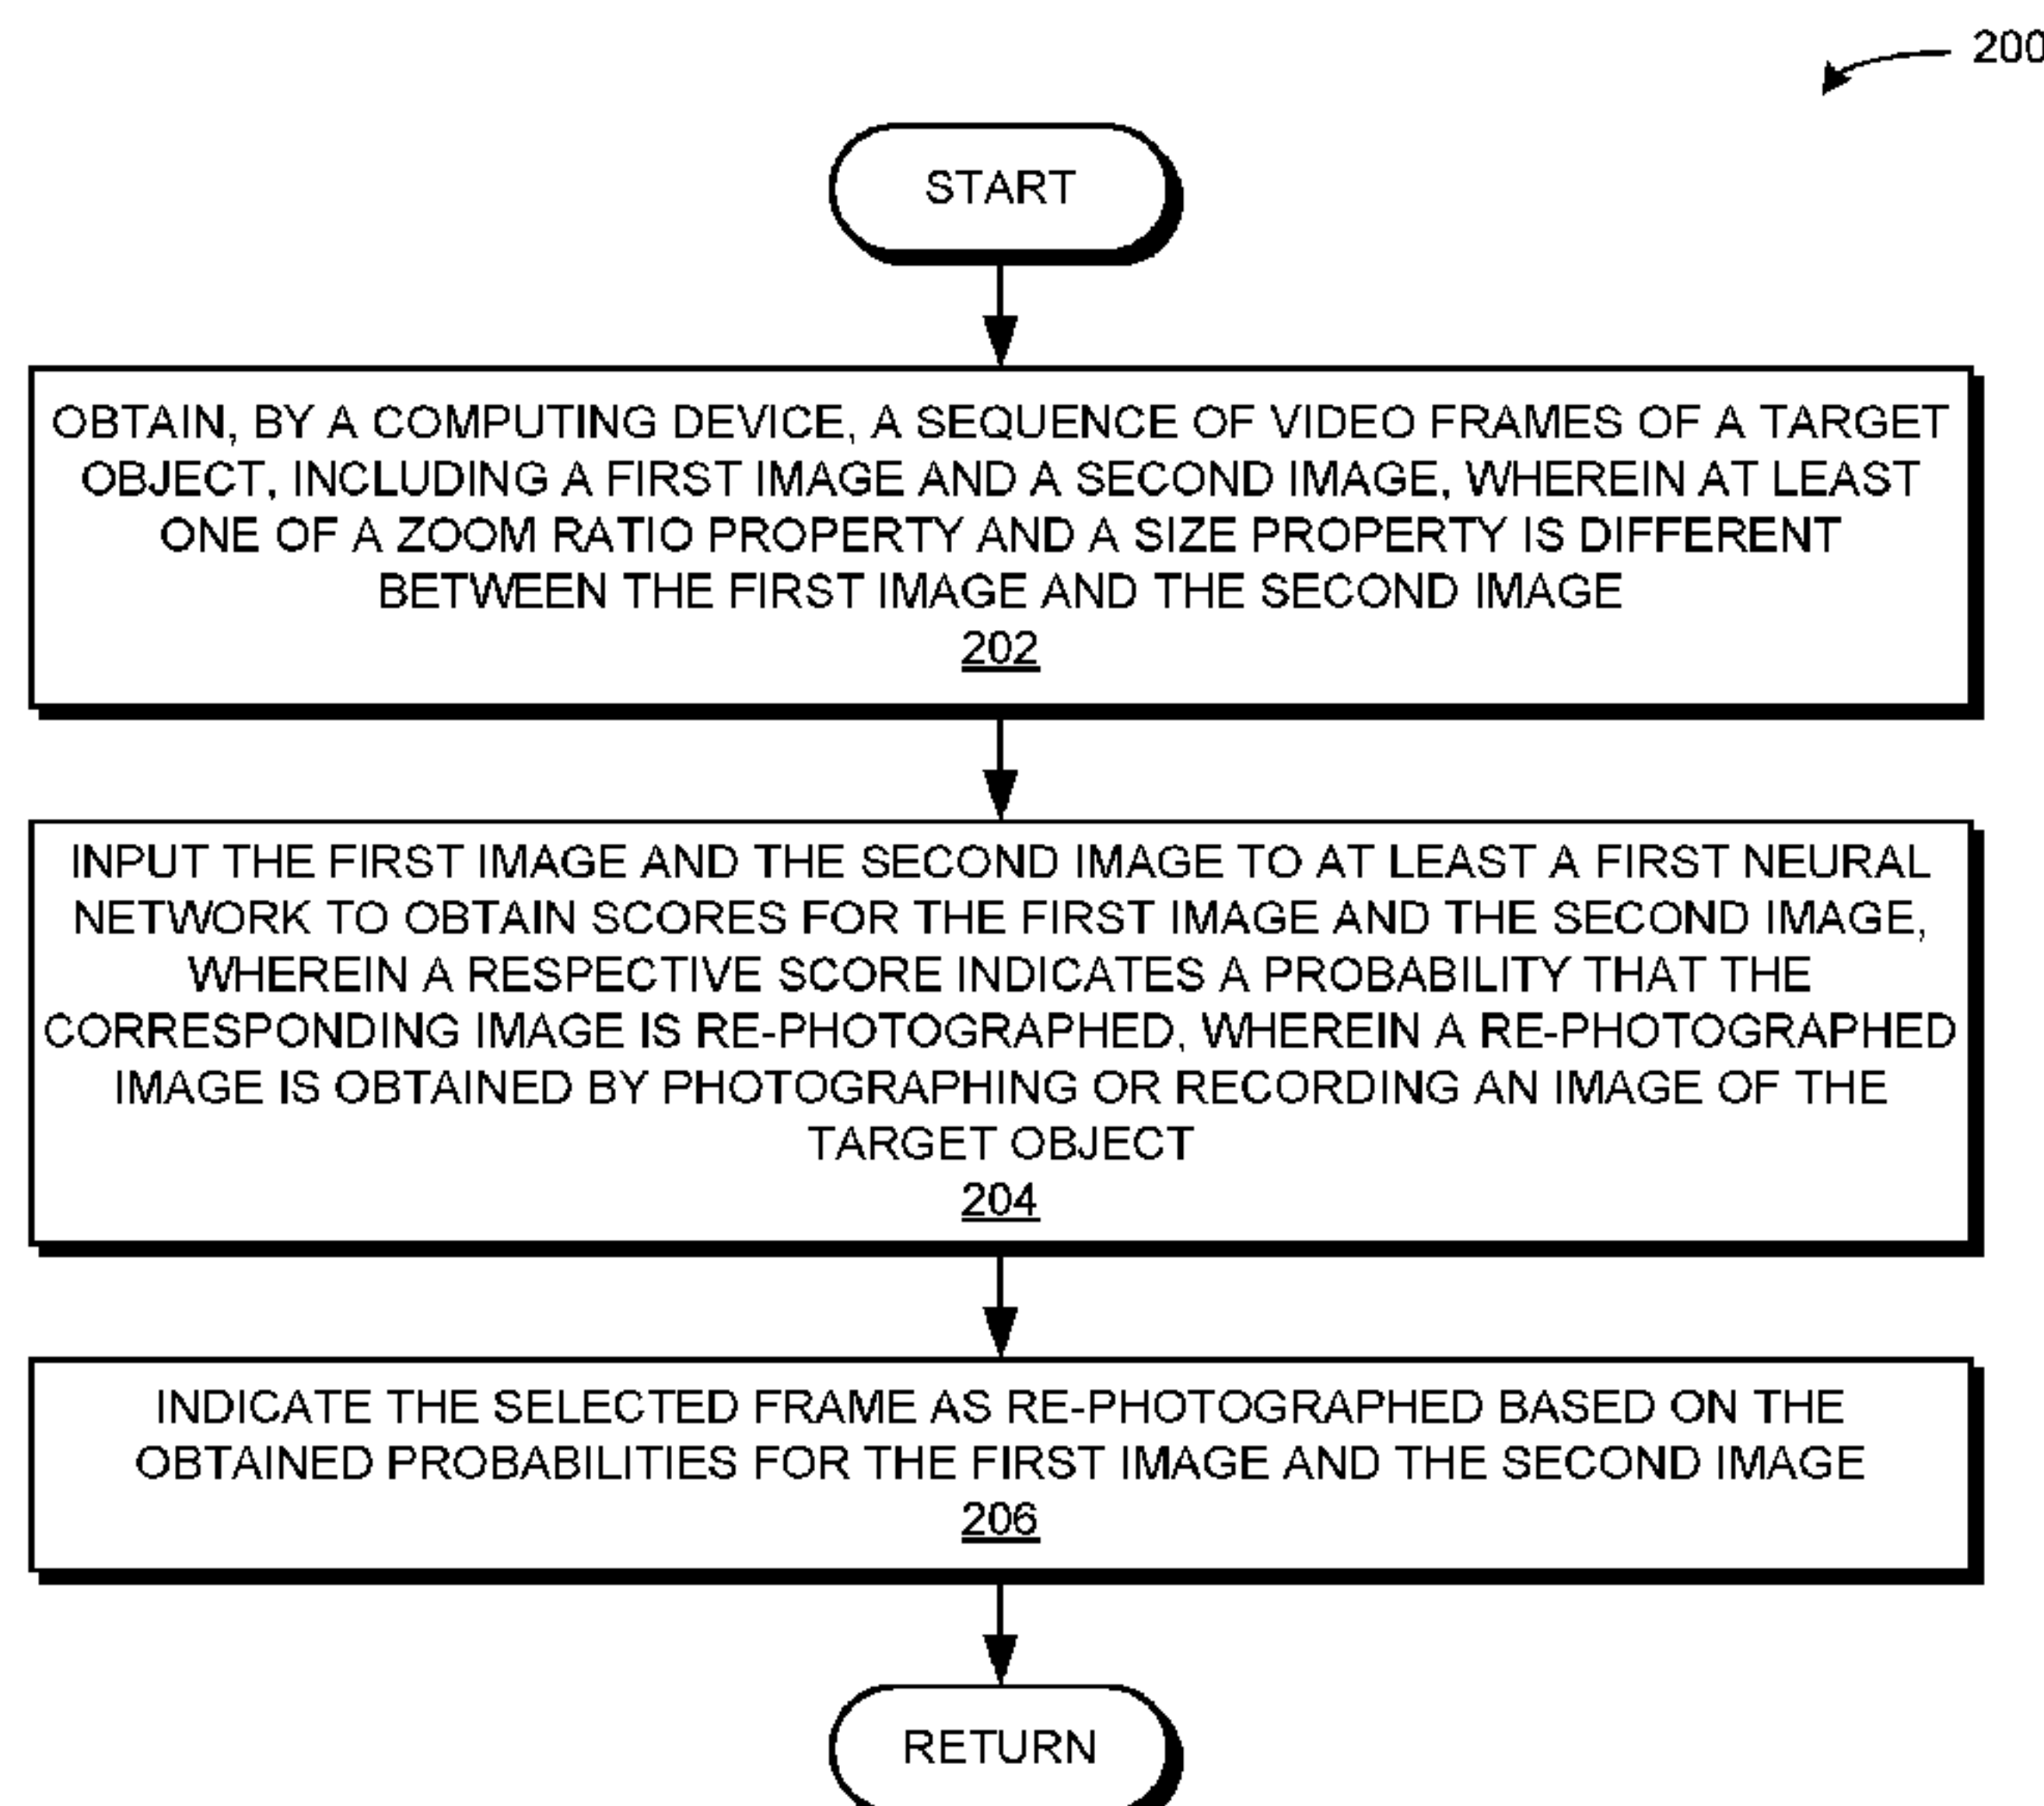 200
START
OBTAIN, BY A COMPUTING DEVICE, A SEQUENCE OF VIDEO FRAMES OF A TARGET
OBJECT, INCLUDING A FIRST IMAGE AND A SECOND IMAGE, WHEREIN AT LEAST
ONE OF A ZOOM RATIO PROPERTY AND A SIZE PROPERTY IS DIFFERENT
BETWEEN THE FIRST IMAGE AND THE SECOND IMAGE
202
INPUT THE FIRST IMAGE AND THE SECOND IMAGE TO AT LEAST A FIRST NEURAL
NETWORK TO OBTAIN SCORES FOR THE FIRST IMAGE AND THE SECOND IMAGE,
WHEREIN A RESPECTIVE SCORE INDICATES A PROBABILITY THAT THE
CORRESPONDING IMAGE IS RE-PHOTOGRAPHED, WHEREIN A RE-PHOTOGRAPHED
IMAGE IS OBTAINED BY PHOTOGRAPHING OR RECORDING AN IMAGE OF THE
TARGET OBJECT
204
INDICATE THE SELECTED FRAME AS RE-PHOTOGRAPHED BASED ON THE
OBTAINED PROBABILITIES FOR THE FIRST IMAGE AND THE SECOND IMAGE
206
RETURN